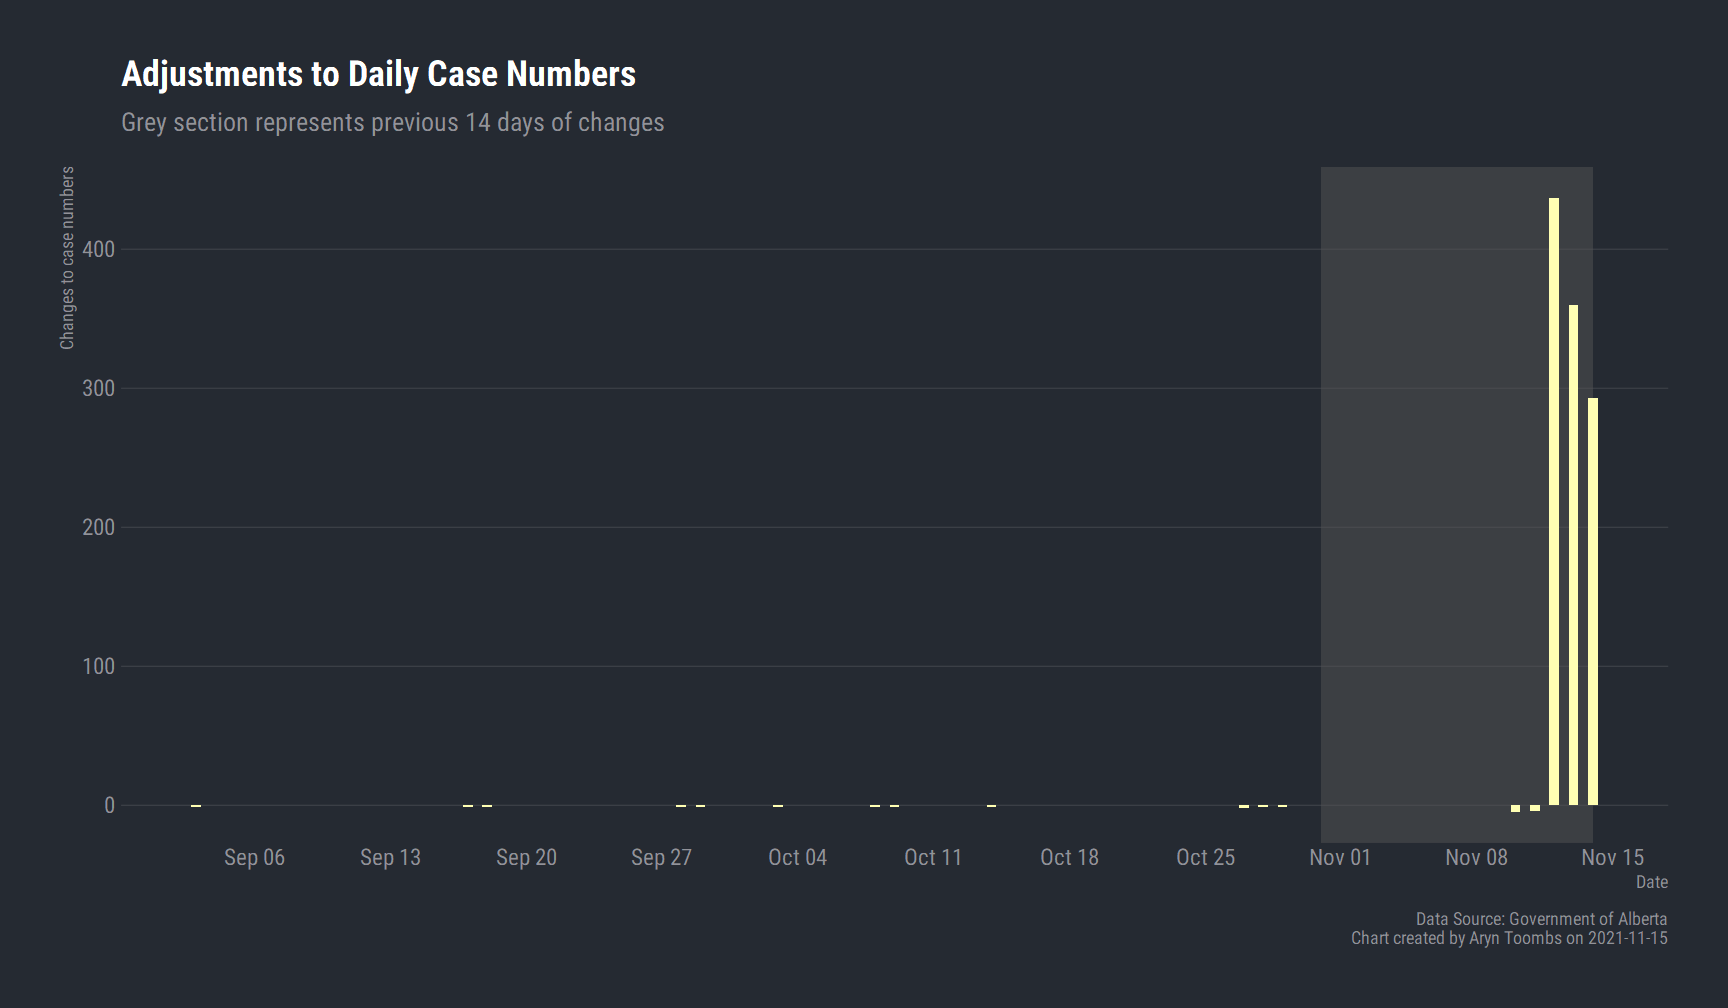 Adjustments to Daily Case Numbers
Grey section represents previous 14 days of changes
Changes to case numbers
400
300
200
100
0
Sep 06 Sep 13 Sep 20 Sep 27 Oct 04 Oct 11 Oct 18 Oct 25 Nov 01 Nov 08 Nov 15
Date
Data Source: Government of Alberta
Chart created by Aryn Toombs on 2021-11-15